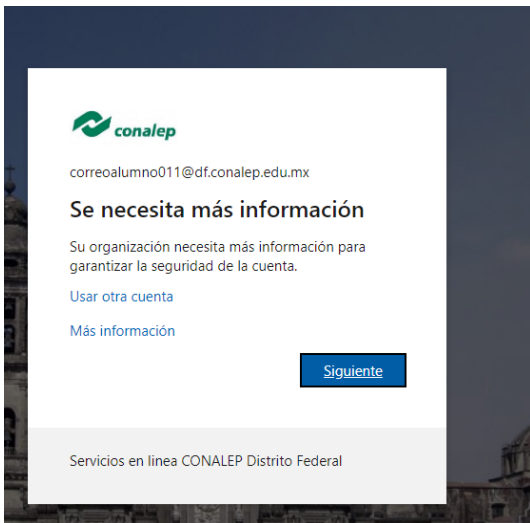 conalep
correoalumno011@df.conalep.edu.mx
Se necesita más información
Su organización necesita más información para
garantizar la seguridad de la cuenta.
Usar otra cuenta
Más información
Siguiente
Servicios en linea CONALEP Distrito Federal